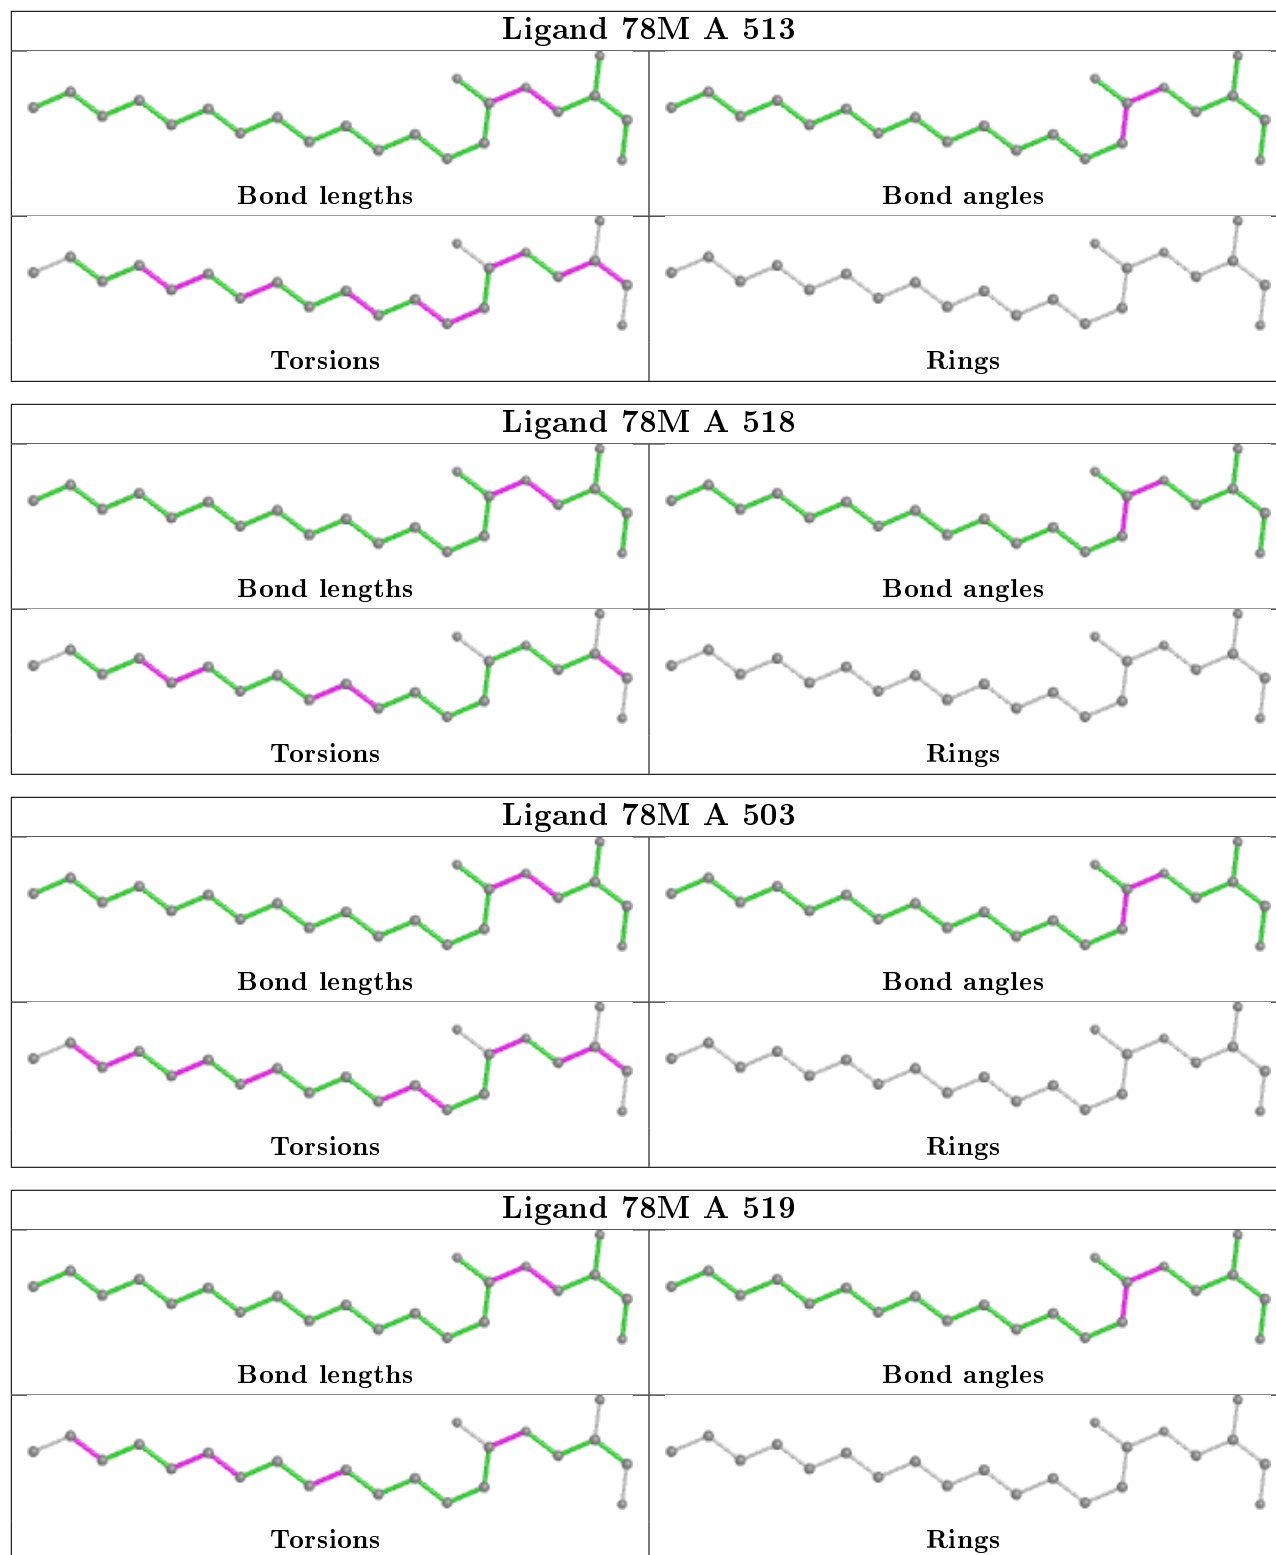 Ligand 78M A 513
Bond lengths
Bond angles
Torsions
Rings
Ligand 78M A 518
Bond lengths
Bond angles
Torsions
Rings
Ligand 78M A 503
Bond lengths
Bond angles
Torsions
Rings
Ligand 78M A 519
Bond lengths
Bond angles
Torsions
Rings